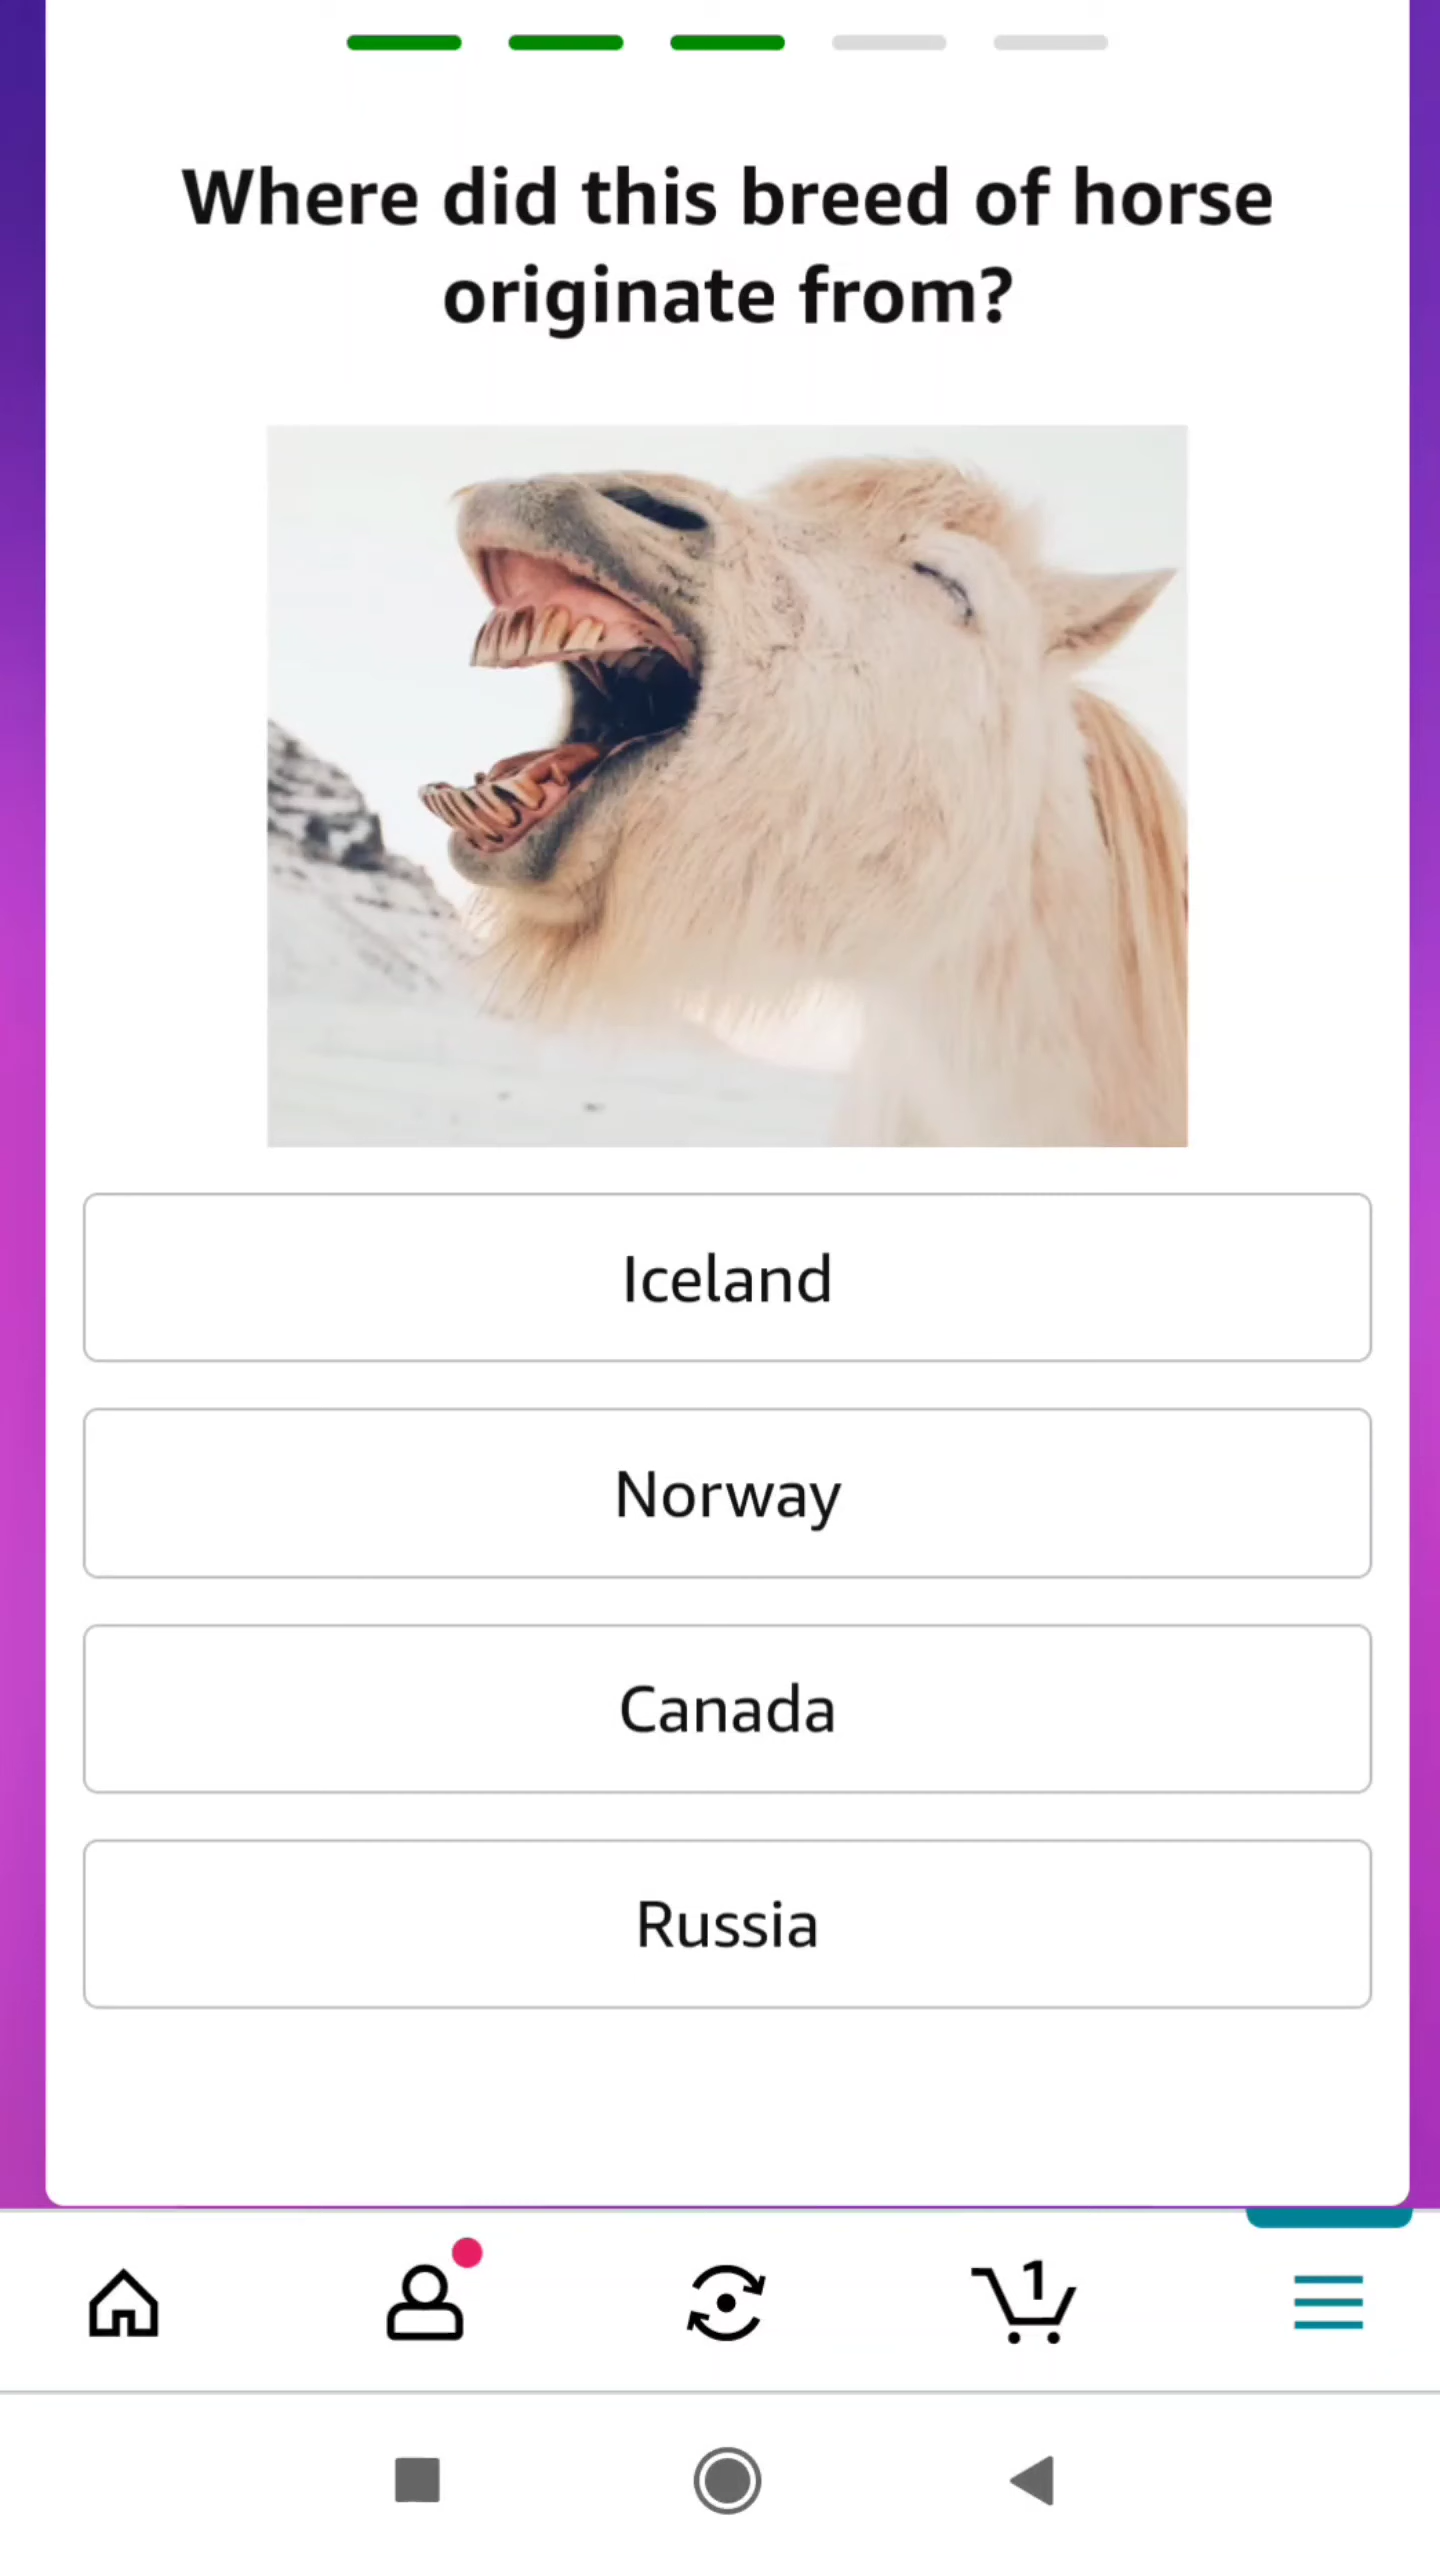 Where did this breed of horse
originate from?
Iceland
Norway
Canada
Russia
1